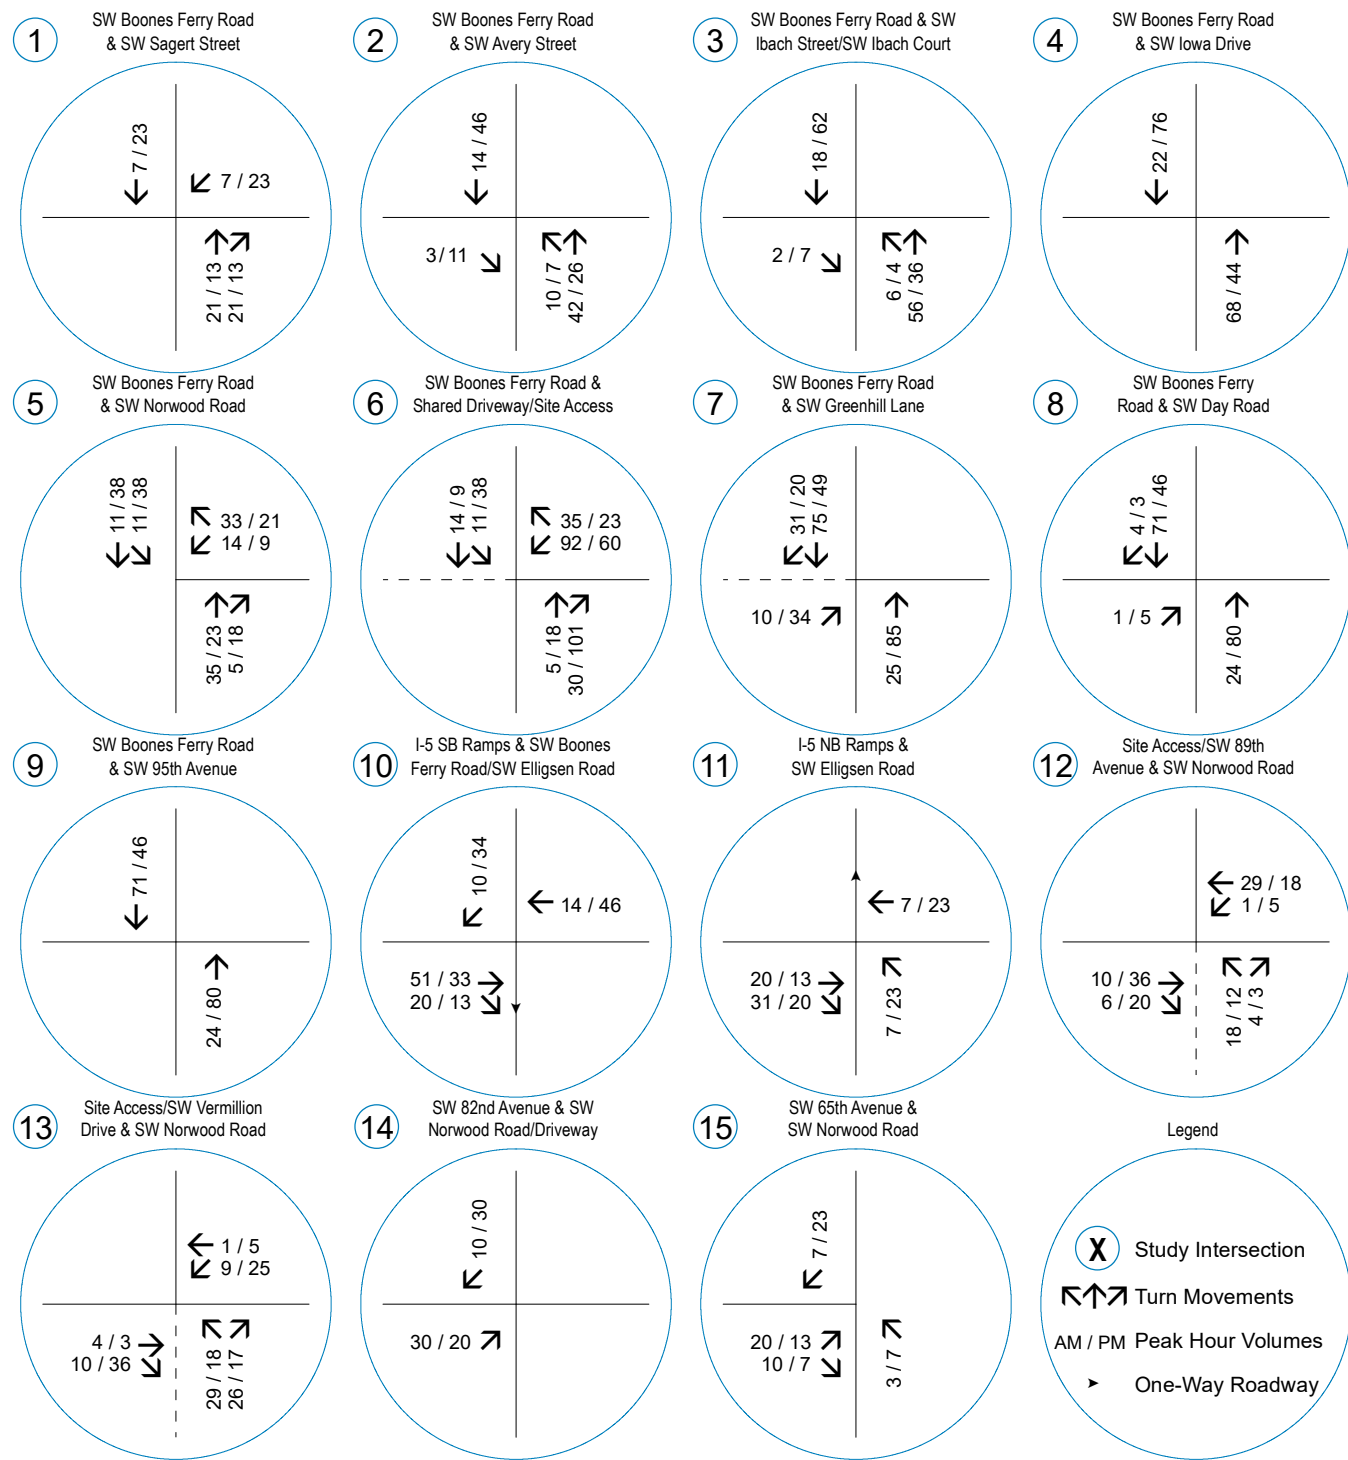 1
SW Boones Ferry Road
& SW Sagert Street
7 / 23
7 / 23
21 / 13
21 / 13
2
SW Boones Ferry Road
& SW Avery Street
14 / 46
3 / 11
10 / 7
42 / 26
3
SW Boones Ferry Road & SW
Ibach Street/SW Ibach Court
18 / 62
2 / 7
6 / 4
56 / 36
4
SW Boones Ferry Road
& SW Iowa Drive
22 / 76
68 / 44
5
SW Boones Ferry Road
& SW Norwood Road
11 / 38
11 / 38
33 / 21
14 / 9
35 / 23
5 / 18
6
SW Boones Ferry Road &
Shared Driveway/Site Access
14 / 9
11 / 38
35 / 23
92 / 60
5 / 18
30 / 101
7
SW Boones Ferry Road
& SW Greenhill Lane
31 / 20
75 / 49
10 / 34
25 / 85
8
SW Boones Ferry
Road & SW Day Road
4 / 3
71 / 46
1 / 5
24 / 80
9
SW Boones Ferry Road
& SW 95th Avenue
71 / 46
24 / 80
10
I-5 SB Ramps & SW Boones
Ferry Road/SW Elligsen Road
10 / 34
14 / 46
51 / 33
20 / 13
11
I-5 NB Ramps &
SW Elligsen Road
7 / 23
20 / 13
31 / 20
7 / 23
12
Site Access/SW 89th
Avenue & SW Norwood Road
29 / 18
1 / 5
10 / 36
6 / 20
18 / 12
4 / 3
13
Site Access/SW Vermillion
Drive & SW Norwood Road
1 / 5
9 / 25
4 / 3
10 / 36
29 / 18
26 / 17
14
SW 82nd Avenue & SW
Norwood Road/Driveway
10 / 30
30 / 20
15
SW 65th Avenue &
SW Norwood Road
7 / 23
20 / 13
10 / 7
3 / 7
Legend
X Study Intersection
Turn Movements
AM / PM Peak Hour Volumes
One-Way Roadway